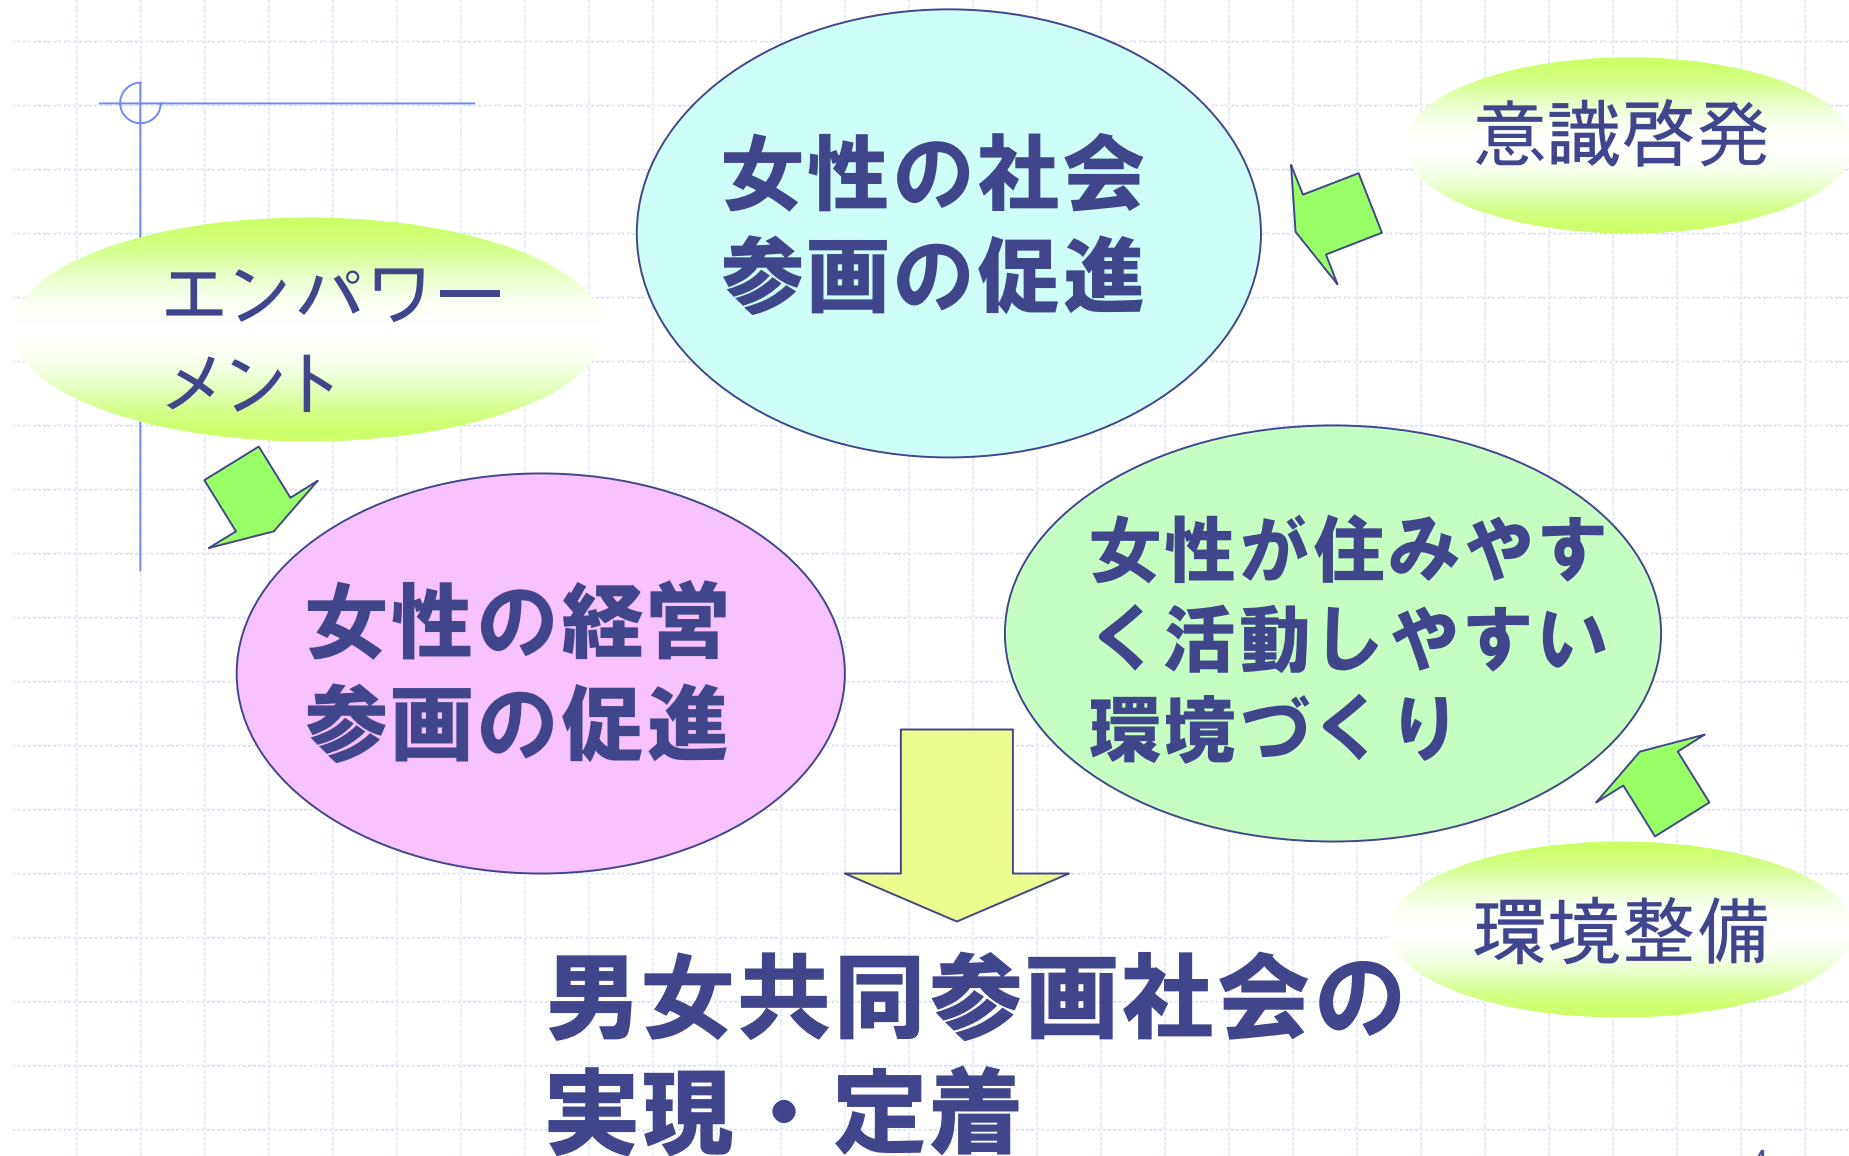 女性の社会
参画の促進
意識啓発
エンパワー
メント
女性の経営
参画の促進
女性が住みやす
く活動しやすい
環境づくり
環境整備
男女共同参画社会の
実現・定着